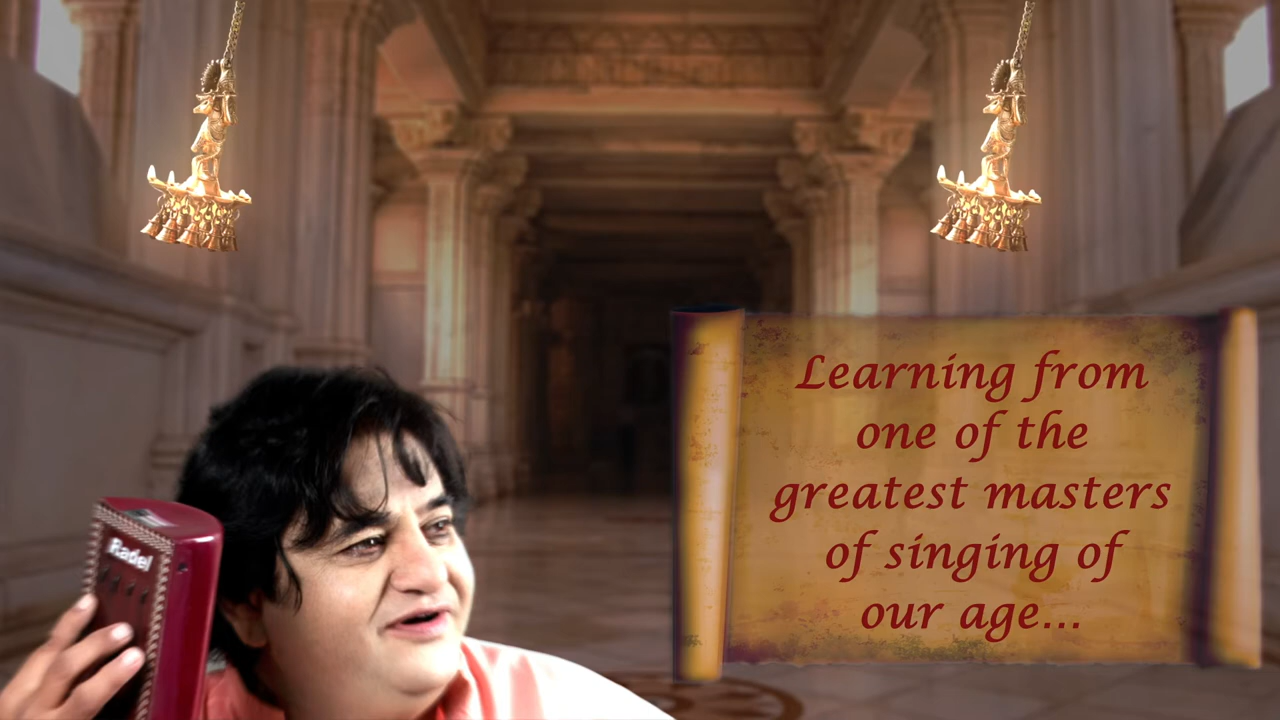 Radel
Learning from
one of the
greatest masters
of singing of
our age...